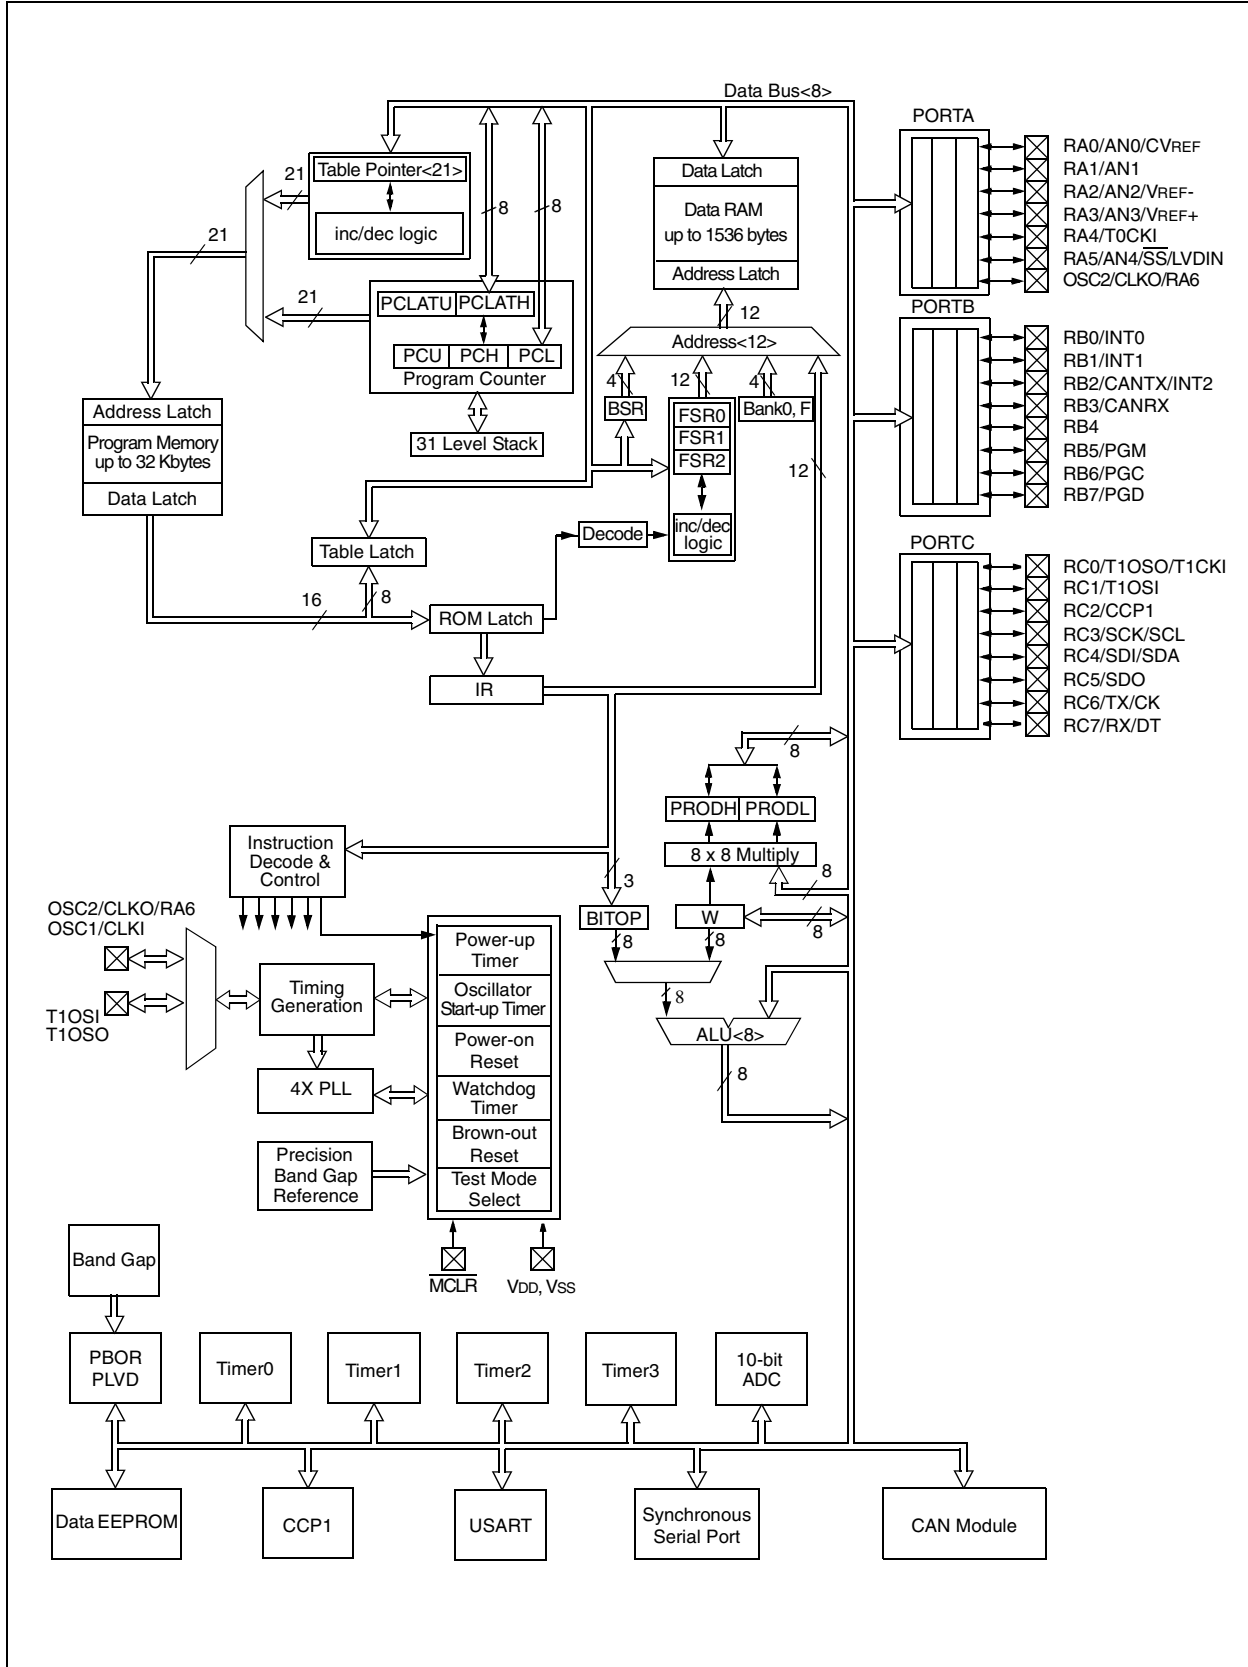 Data Bus<8>
PORTA
RA0/AN0/CVREF
RA1/AN1
RA2/AN2/VREF-
RA3/AN3/VREF+
RA4/T0CKI
RA5/AN4/SS/LVDIN
OSC2/CLKO/RA6
PORTB
RB0/INT0
RB1/INT1
RB2/CANTX/INT2
RB3/CANRX
RB4
RB5/PGM
RB6/PGC
RB7/PGD
PORTC
RC0/T1OSO/T1CKI
RC1/T1OSI
RC2/CCP1
RC3/SCK/SCL
RC4/SDI/SDA
RC5/SDO
RC6/TX/CK
RC7/RX/DT
Table Pointer<21>
inc/dec logic
21
21
21
8
8
PCLATU
PCLATH
PCU
PCH
PCL
Program Counter
31 Level Stack
Address Latch
Program Memory
up to 32 Kbytes
Data Latch
16
8
Table Latch
ROM Latch
IR
Data Latch
Data RAM
up to 1536 bytes
Address Latch
12
Address<12>
4
12
4
BSR
FSR0
FSR1
FSR2
Bank0, F
12
inc/dec
logic
Decode
8
PRODH
PRODL
8 x 8 Multiply
8
3
BITOP
W
8
8
8
8
ALU<8>
8
Instruction
Decode &
Control
OSC2/CLKO/RA6
OSC1/CLKI
T1OSI
T1OSO
Timing
Generation
4X PLL
Precision
Band Gap
Reference
Power-up
Timer
Oscillator
Start-up Timer
Power-on
Reset
Watchdog
Timer
Brown-out
Reset
Test Mode
Select
MCLR
VDD, VSS
Band Gap
PBOR
PLVD
Timer0
Timer1
Timer2
Timer3
10-bit
ADC
Data EEPROM
CCP1
USART
Synchronous
Serial Port
CAN Module